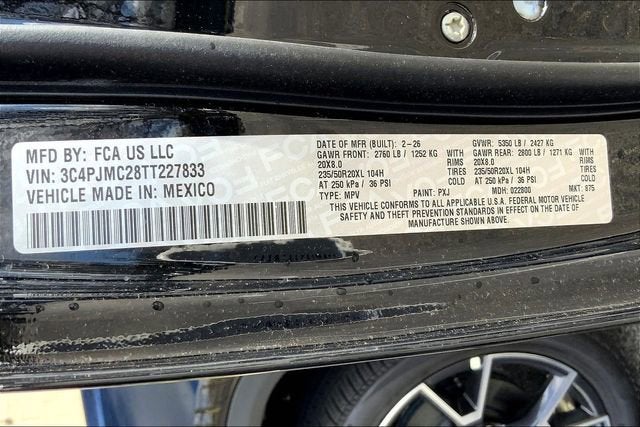 MFD BY: FCA US LLC
VIN: 3C4PJMC28TT227833
VEHICLE MADE IN: MEXICO
DATE OF MFR (BUILT): 2-26 GVWR: 5350 LB / 2427 KG
GAWR FRONT: 2760 LB / 1252 KG WITH GAWR REAR: 2800 LB / 1271 KG WITH
20X8.0 RIMS 20X8.0 RIMS
235/50R20XL 104H TIRES 235/50R20XL 104H TIRES
AT 250 kPa / 36 PSI COLD AT 250 kPa / 36 PSI COLD
TYPE: MPV PAINT: PXJ MDH: 022800 MKT: 875
THIS VEHICLE CONFORMS TO ALL APPLICABLE U.S.A. FEDERAL MOTOR VEHICLE
SAFETY, BUMPER, AND THEFT PREVENTION STANDARDS IN EFFECT ON THE DATE OF
MANUFACTURE SHOWN ABOVE.